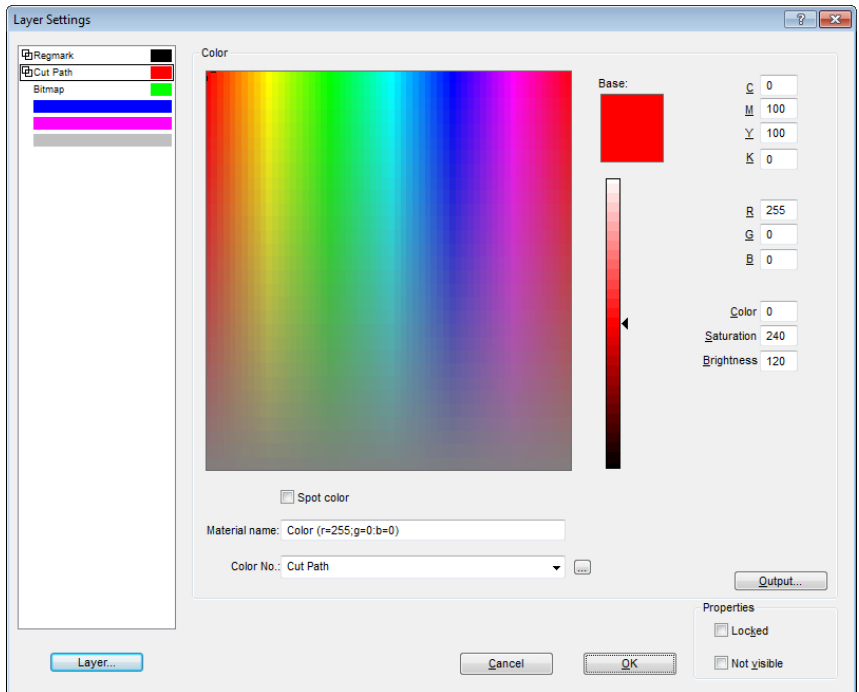 Layer Settings
Regmark
Cut Path
Bitmap
Color
Base:
C 0
M 100
Y 100
K 0
R 255
G 0
B 0
Color 0
Saturation 240
Brightness 120
Spot color
Material name: Color (r=255;g=0:b=0)
Color No.: Cut Path
...
Output...
Properties
Locked
Not visible
Layer...
Cancel
OK